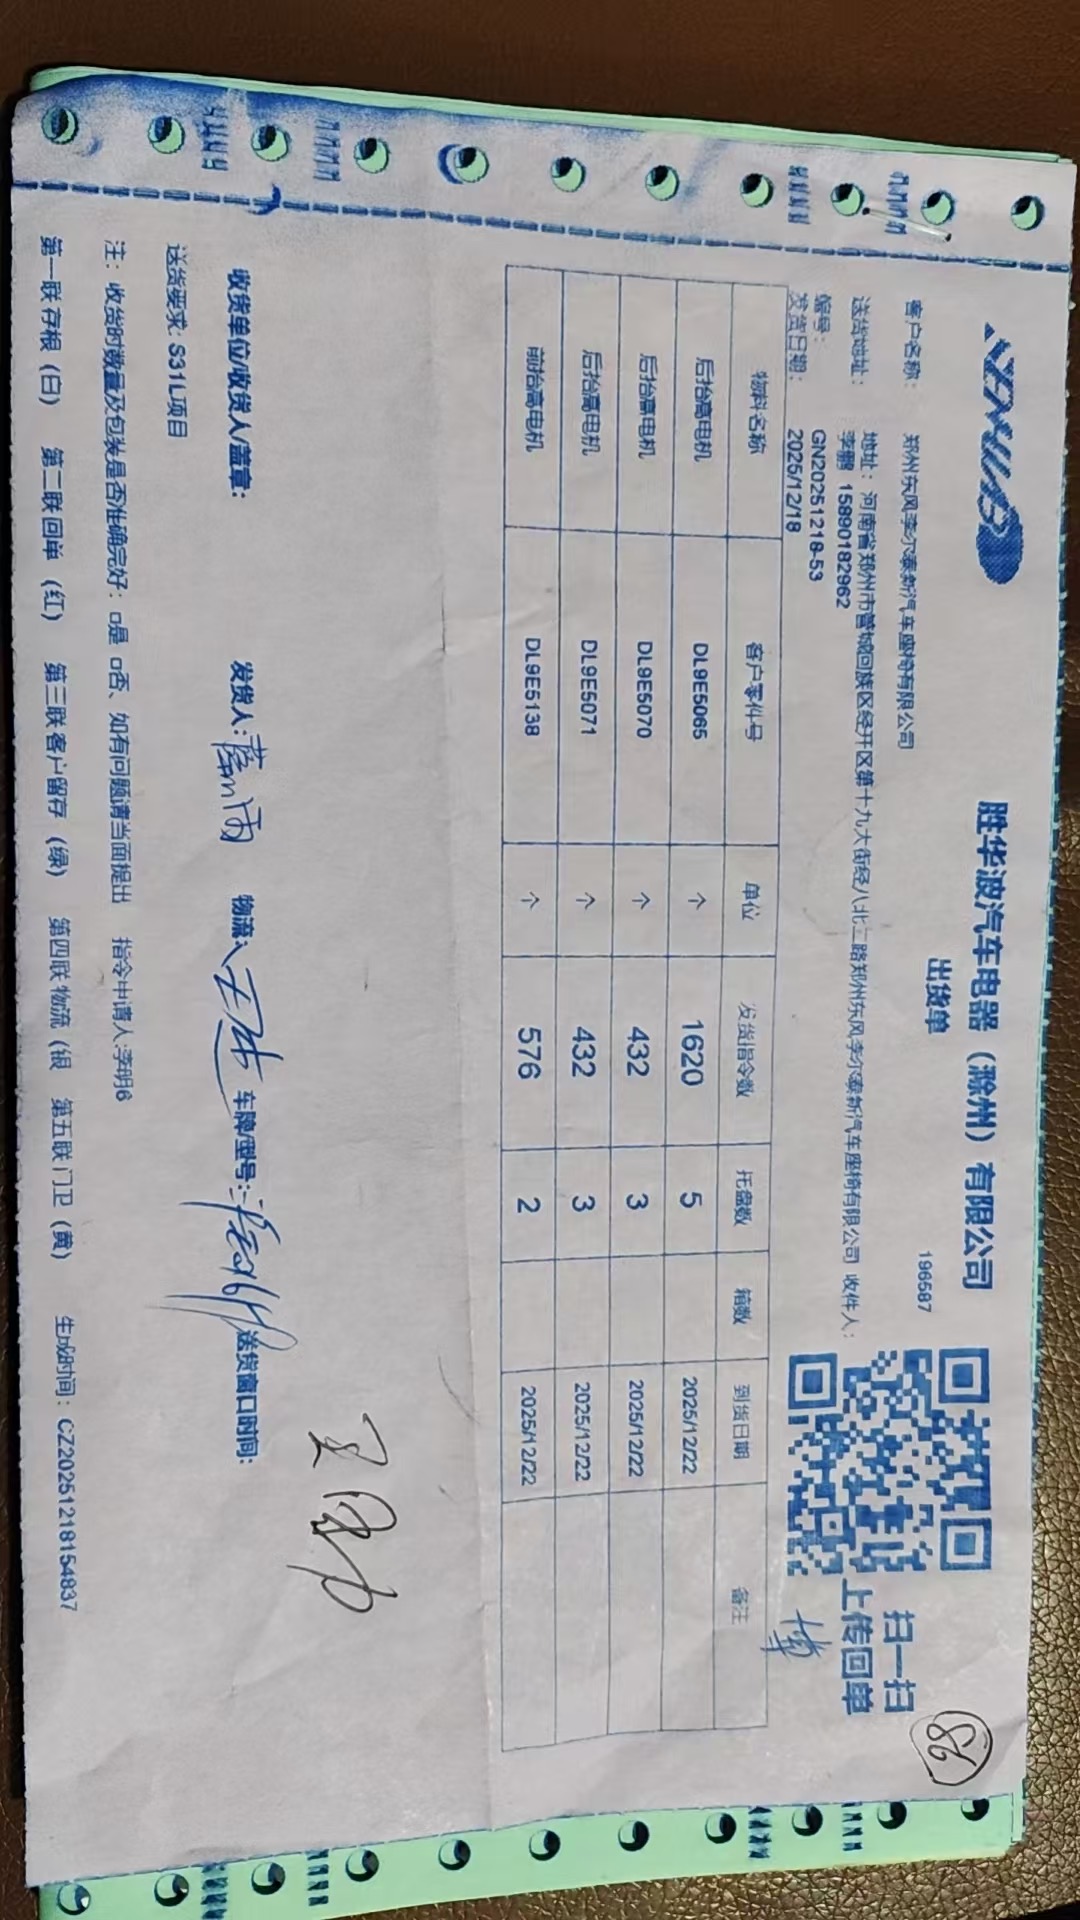 SHWB
胜华波汽车电器（滁州）有限公司
出货单
196587
扫一扫
上传回单
86
客户名称： 郑州东风李尔泰新汽车座椅有限公司
送货地址： 地址：河南省郑州市管城回族区经开区第十九大街经八北三路郑州东风李尔泰新汽车座椅有限公司 收件人：
李鹏 15890182962
编号： GN20251218-53
发货日期： 2025/12/18
物料名称 客户零件号 单位 发货指令数 托盘数 箱数 到货日期 备注
后抬高电机 DL9E5065 个 1620 5 2025/12/22
后抬高电机 DL9E5070 个 432 3 2025/12/22
后抬高电机 DL9E5071 个 432 3 2025/12/22
前抬高电机 DL9E5138 个 576 2 2025/12/22
收货单位/收货人/盖章： 发货人： 物流： 车牌/型号： 送货窗口时间：
送货要求：S31L项目
注：收货时数量及包装是否准确完好：□是 □否、如有问题请当面提出 指令申请人:李明6
第一联存根（白） 第二联回单（红） 第三联客户留存（绿） 第四联物流（银 第五联门卫（黄） 生成时间：CZ20251218154837